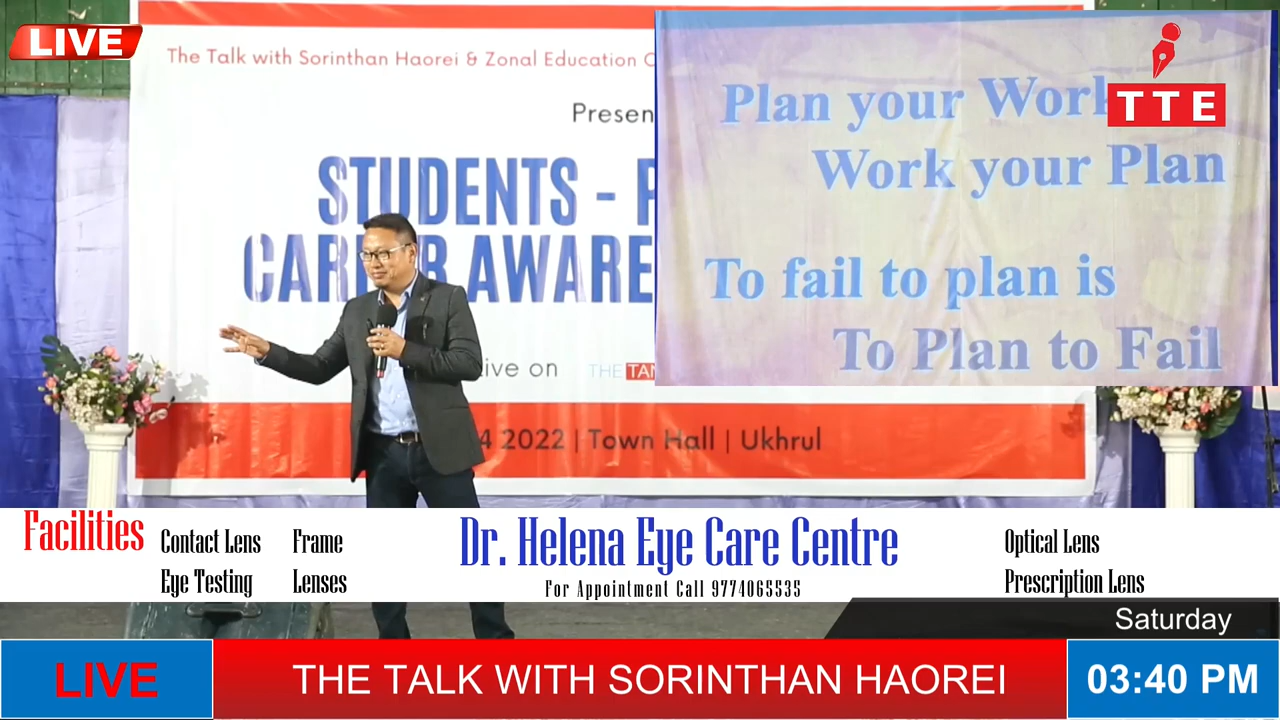 LIVE
The Talk with Sorinthan Haorei & Zonal Education
Presen
STUDENTS - P
CAR R AWARE
ive on THE TAN
4 2022 | Town Hall | Ukhrul
Plan your Work
Work your Plan
To fail to plan is
To Plan to Fail
TTE
Facilities
Contact Lens
Eye Testing
Frame
Lenses
Dr. Helena Eye Care Centre
For Appointment Call 9774065535
Optical Lens
Prescription Lens
Saturday
LIVE
THE TALK WITH SORINTHAN HAOREI
03:40 PM